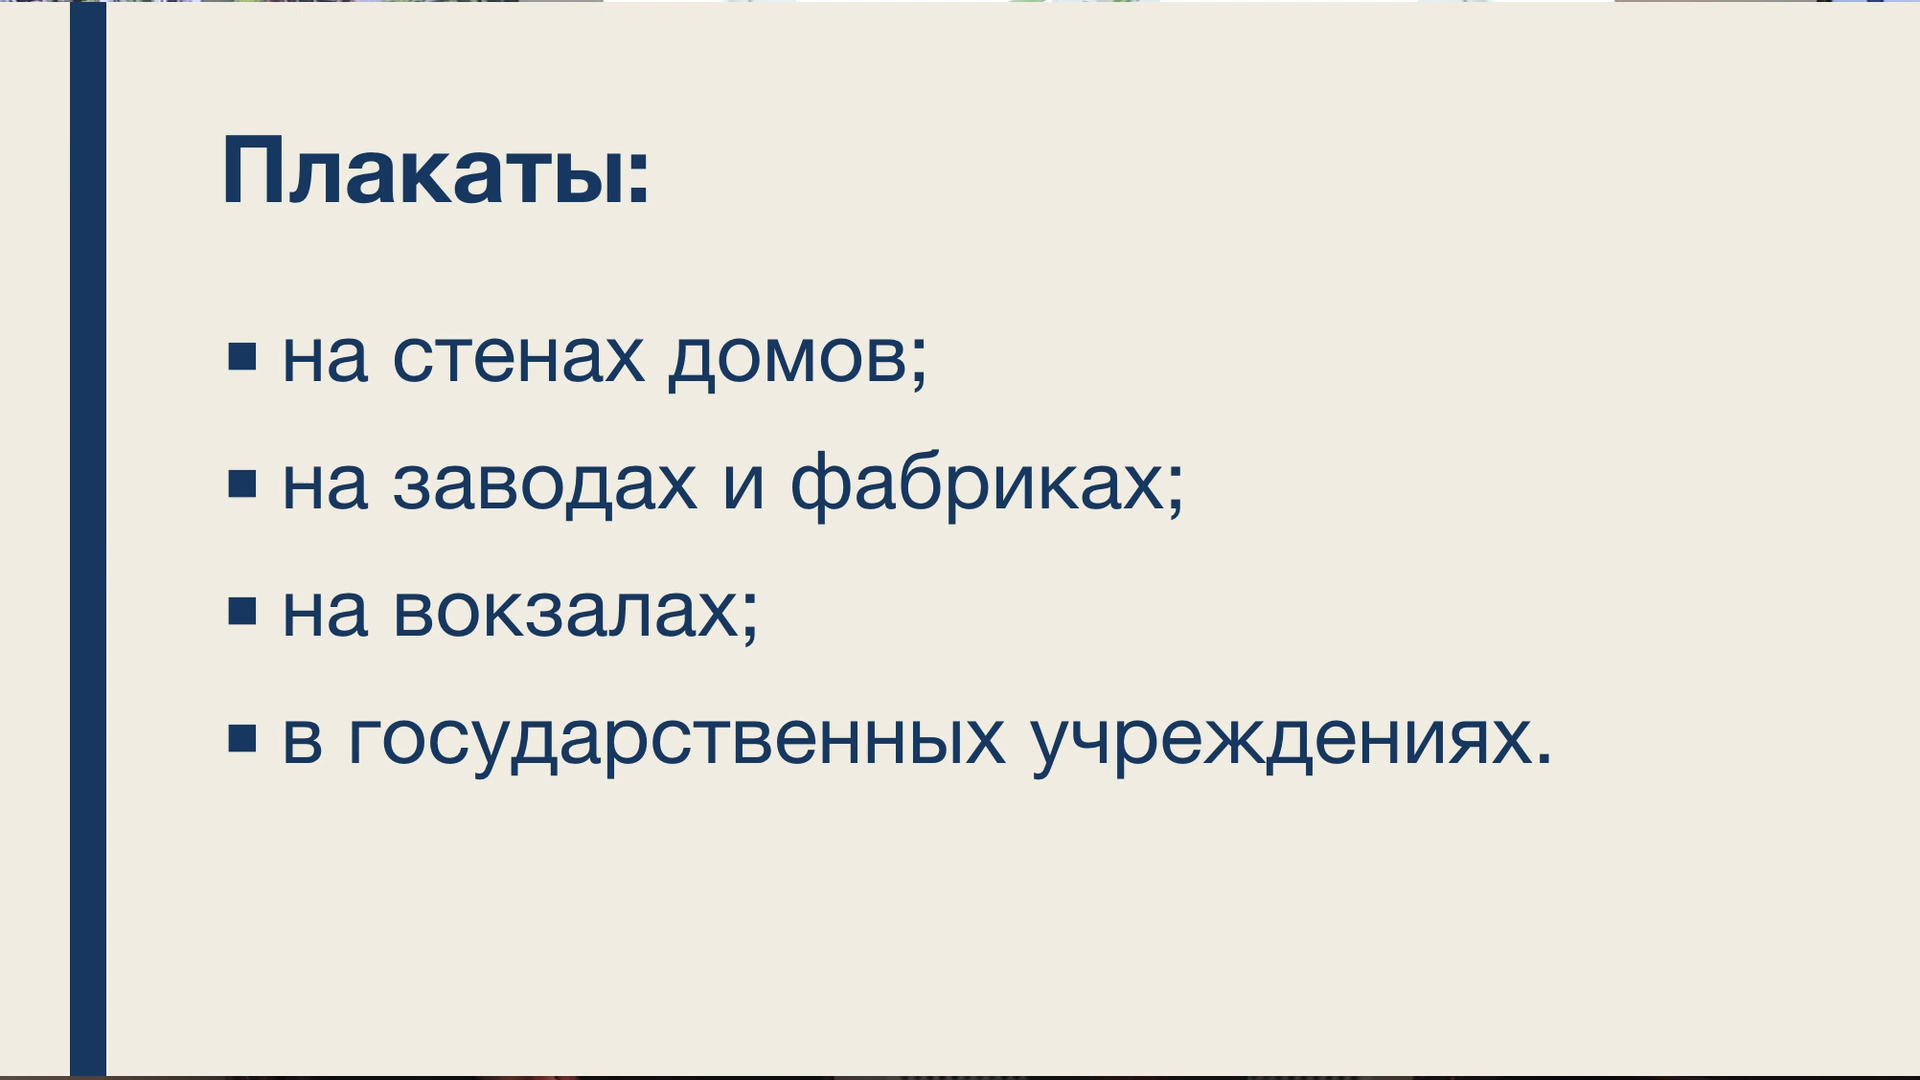 Плакаты:
▪ на стенах домов;
▪ на заводах и фабриках;
▪ на вокзалах;
▪ в государственных учреждениях.